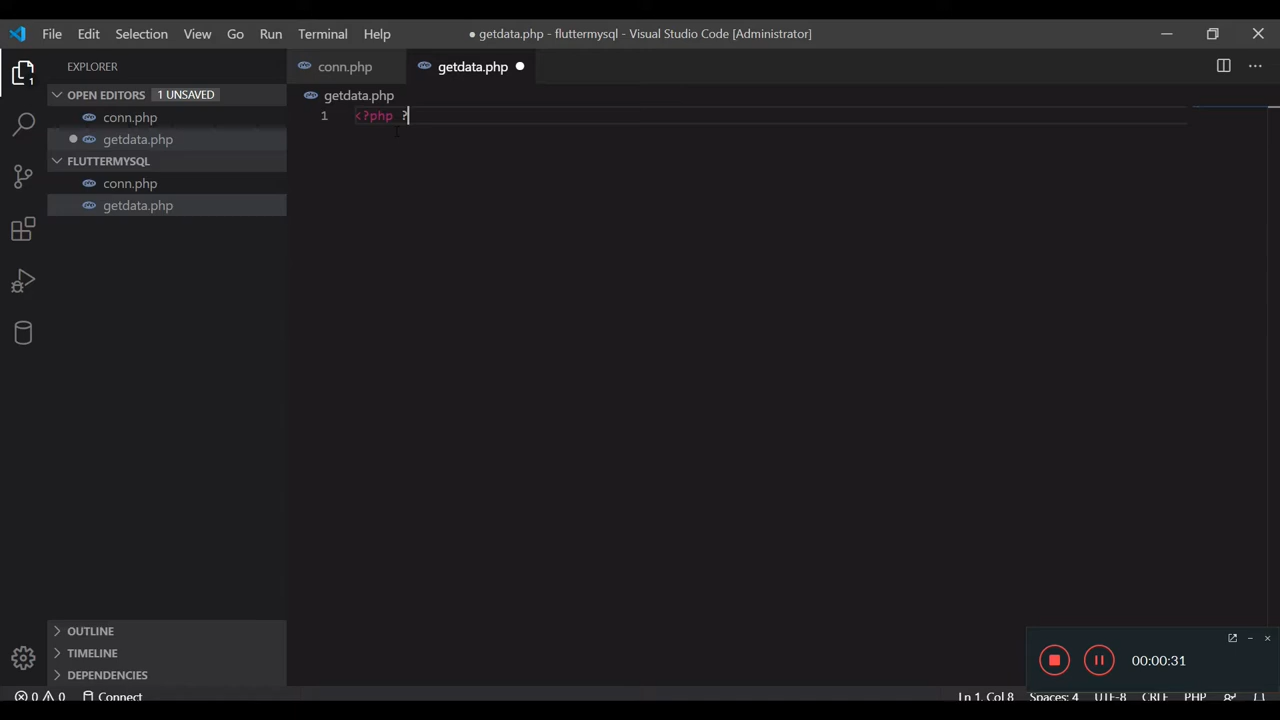 File Edit Selection View Go Run Terminal Help ● getdata.php - fluttermysql - Visual Studio Code [Administrator]
EXPLORER
conn.php getdata.php
OPEN EDITORS 1 UNSAVED
conn.php
getdata.php
FLUTTERMYSQL
conn.php
getdata.php
OUTLINE
TIMELINE
DEPENDENCIES
getdata.php
1 <?php ?
1
00:00:31
0 0 Connect Ln 1, Col 8 Spaces: 4 UTF-8 CRLF PHP